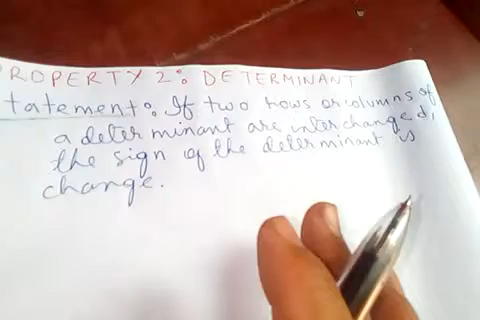 ROPERTY 2: DETERMINANT
tatement: If two rows or columns of
a determinant are interchanged,
the sign of the determinant is
change.